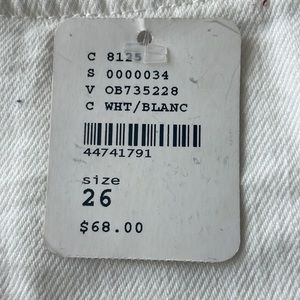 C 8125
S 0000034
V OB735228
C WHT/BLANC
44741791
size
26
$68.00